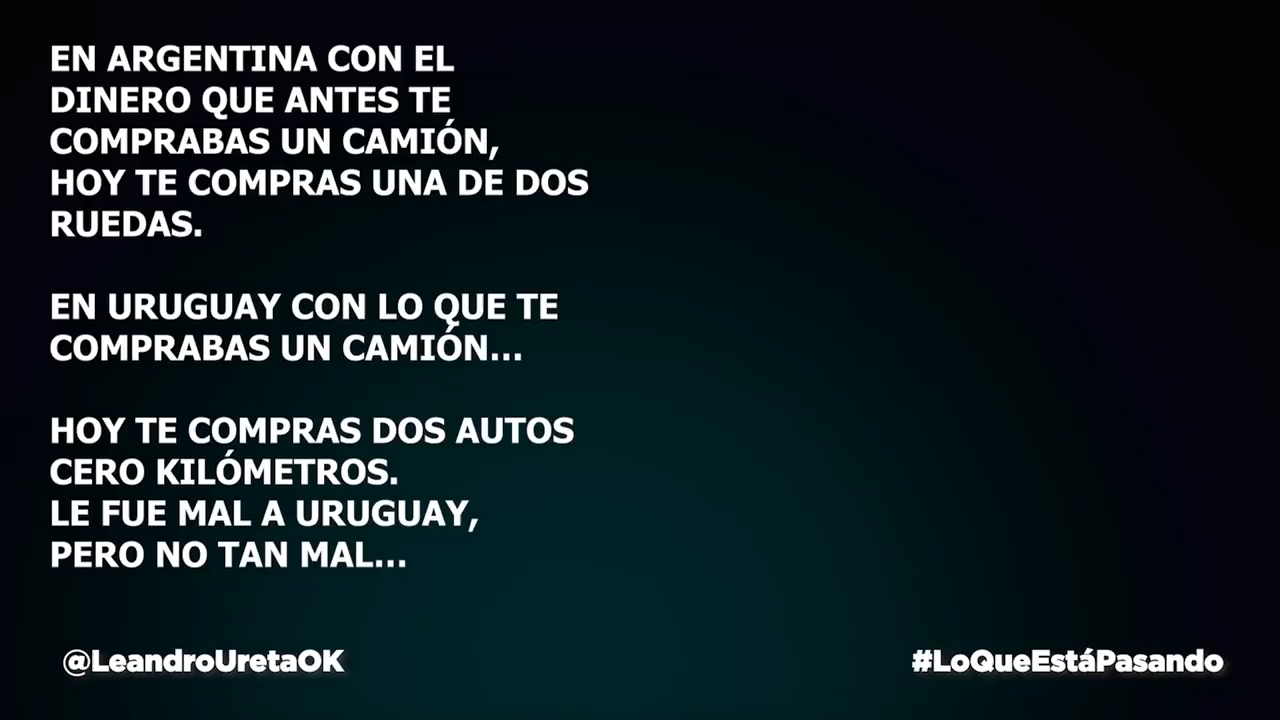 EN ARGENTINA CON EL
DINERO QUE ANTES TE
COMPRABAS UN CAMIÓN,
HOY TE COMPRAS UNA DE DOS
RUEDAS.
EN URUGUAY CON LO QUE TE
COMPRABAS UN CAMIÓN...
HOY TE COMPRAS DOS AUTOS
CERO KILÓMETROS.
LE FUE MAL A URUGUAY,
PERO NO TAN MAL...
@LeandroUretaOK
#LoQueEstáPasando